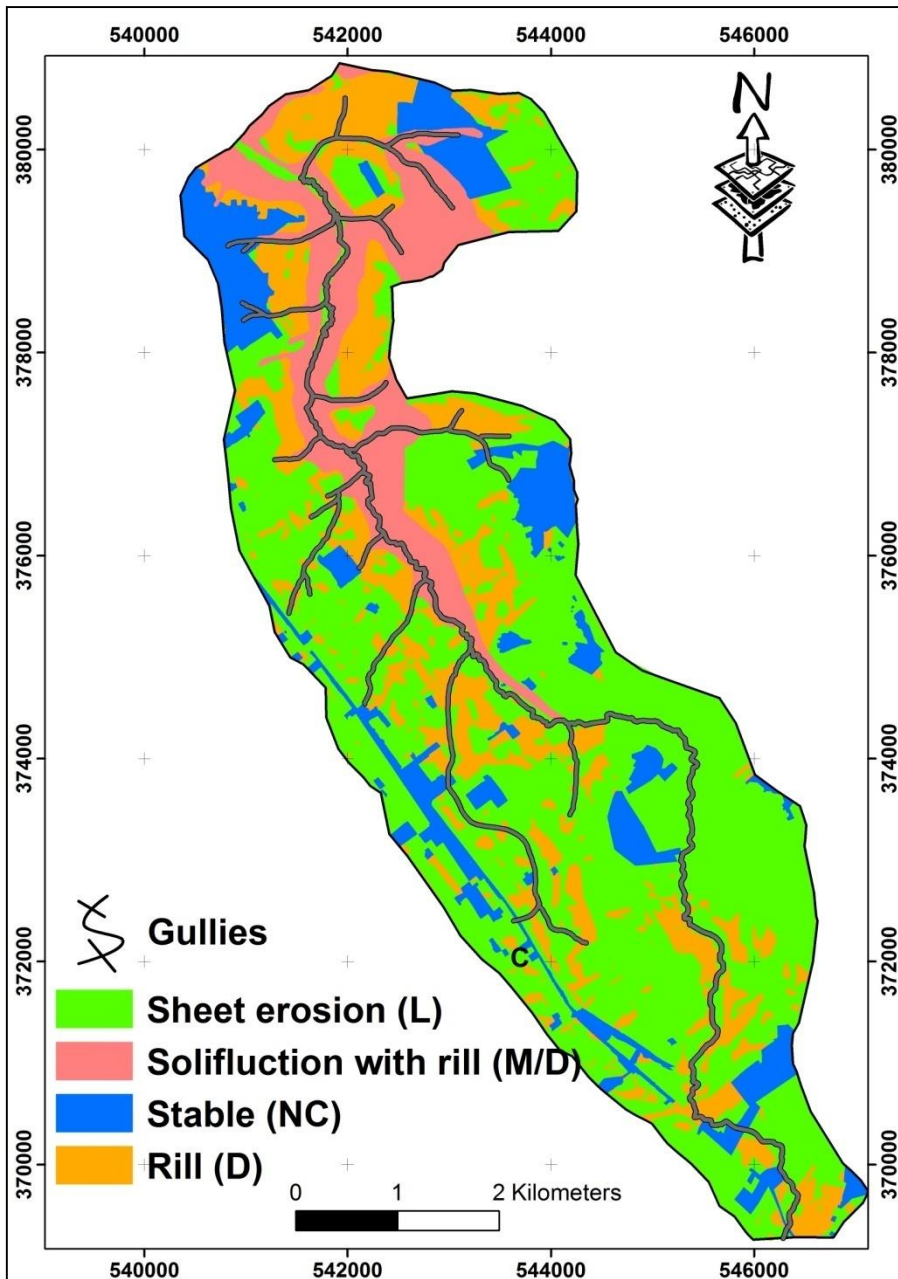 540000 542000 544000 546000
N
380000 380000
378000 378000
376000 376000
374000 374000
372000 372000
370000 370000
C
Gullies
Sheet erosion (L)
Solifluction with rill (M/D)
Stable (NC)
Rill (D)
0 1 2 Kilometers
540000 542000 544000 546000